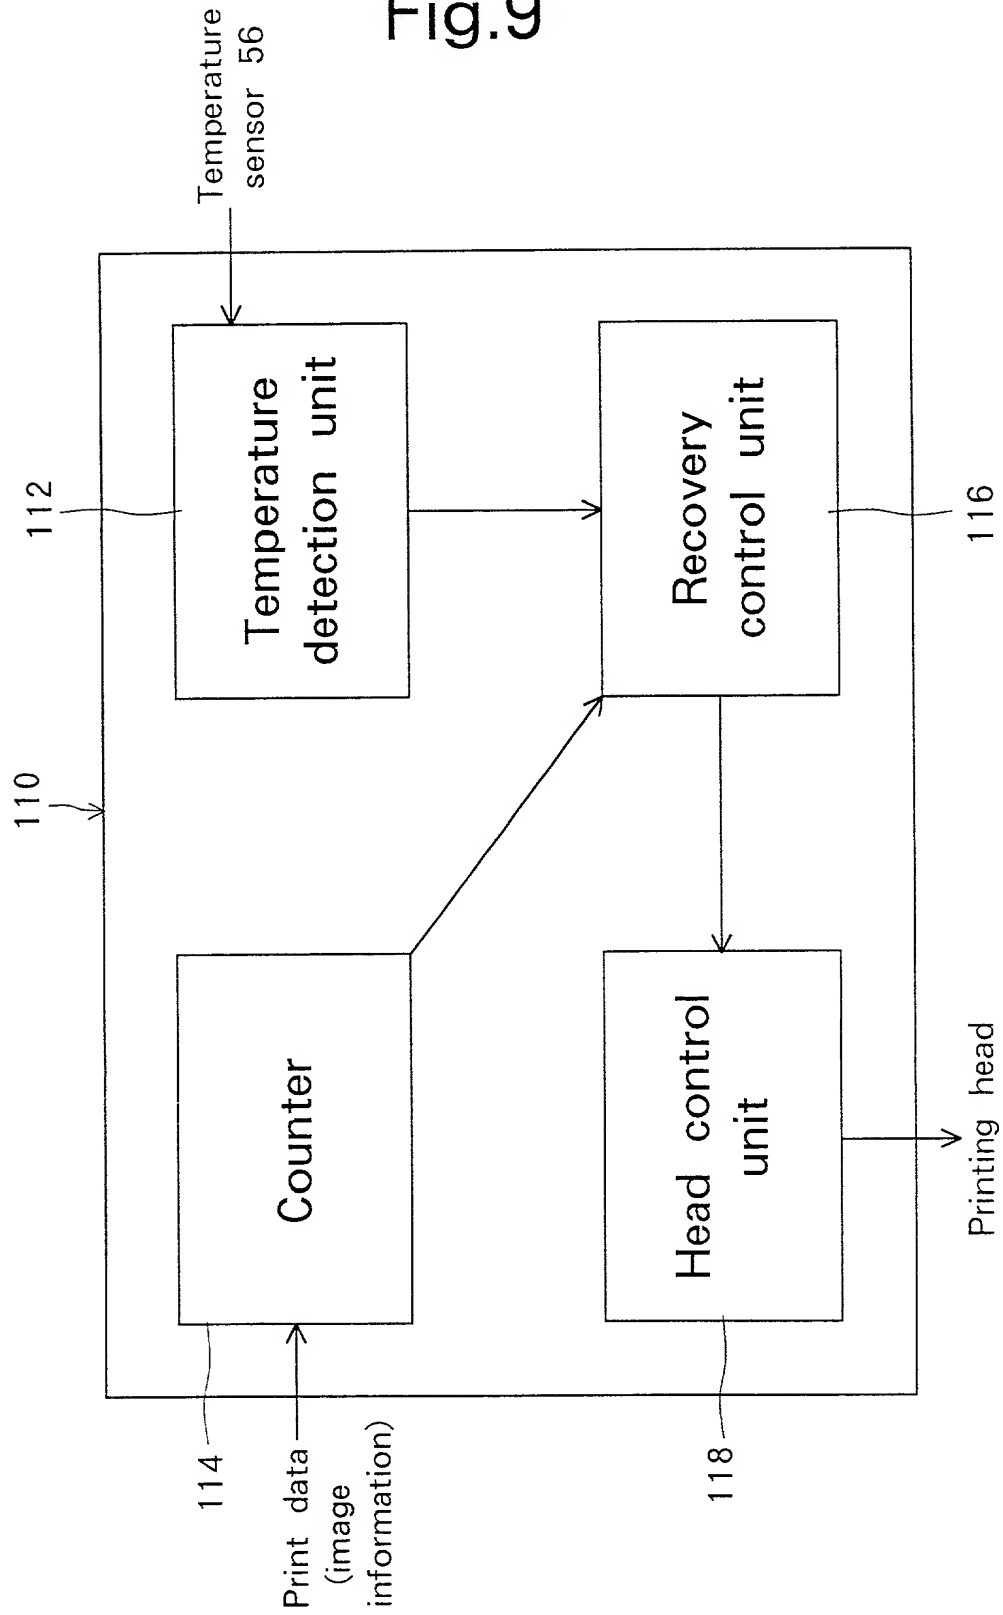 Fig.9
110
112
Temperature
sensor 56
Temperature
detection unit
114
Counter
Print data
(image
information)
Recovery
control unit
116
Head control
unit
118
Printing head